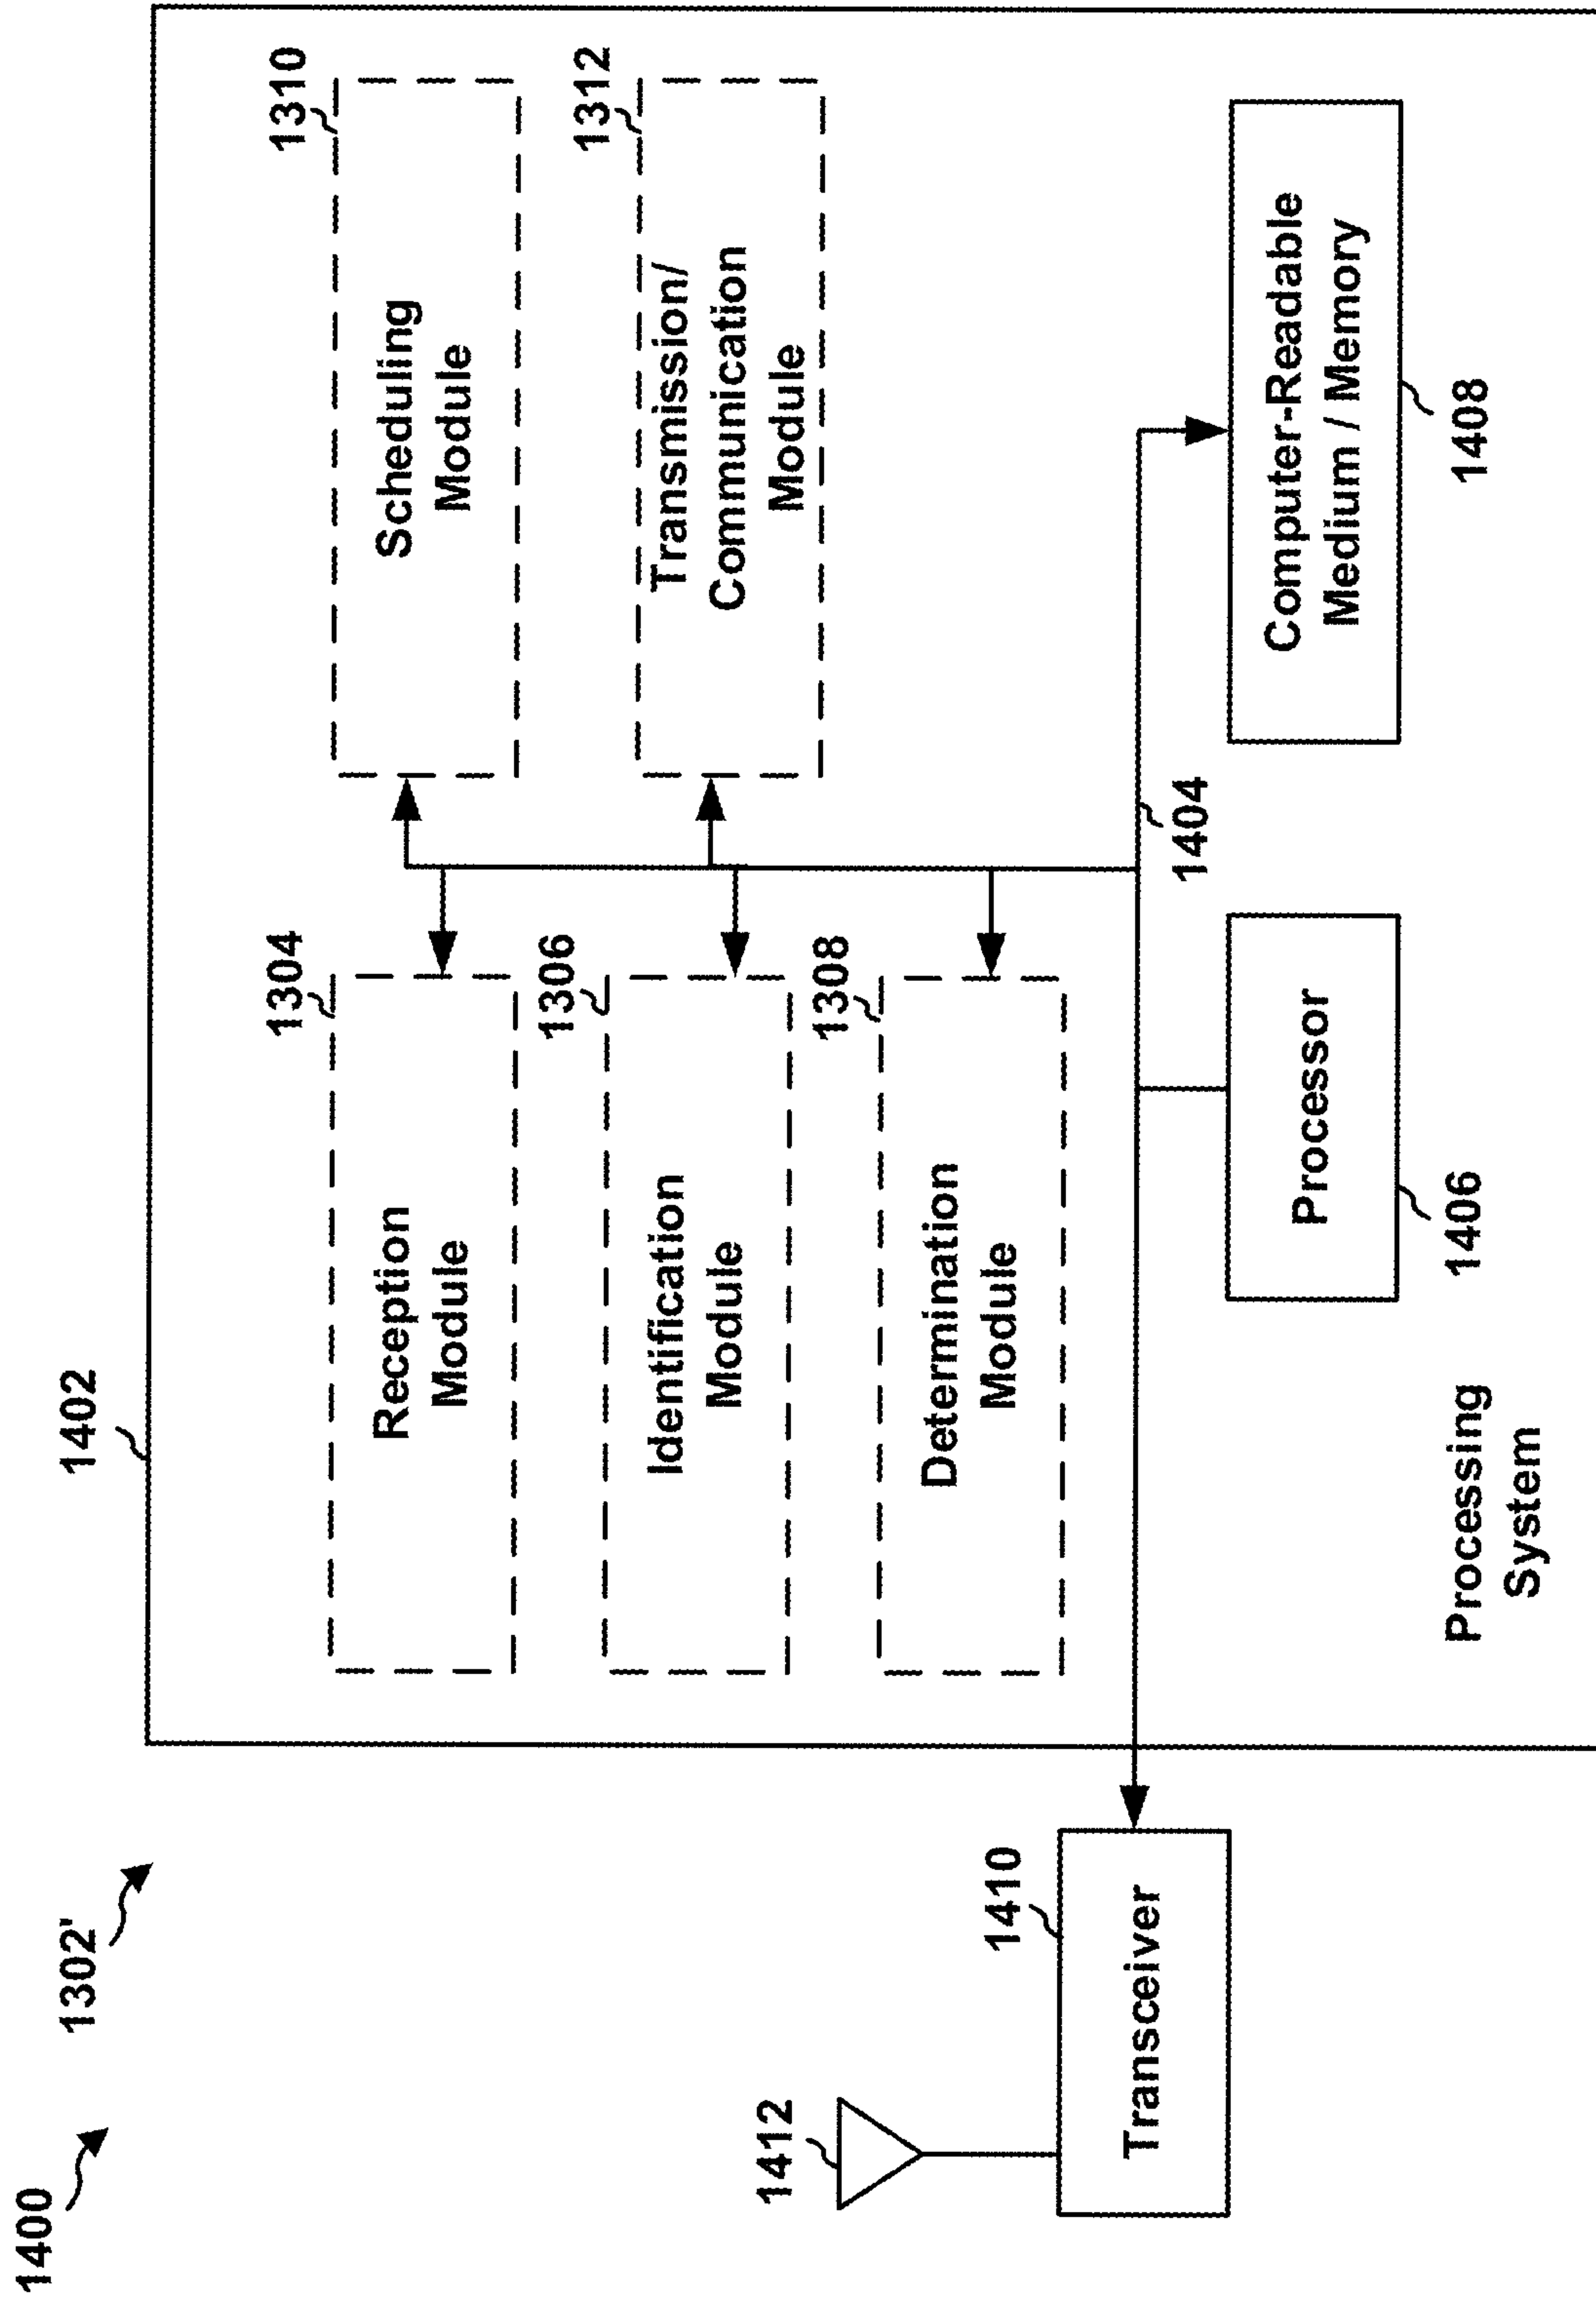 1400
1302'
1402
1304
Reception
Module
1310
Scheduling
Module
1306
Identification
Module
1312
Transmission/
Communication
Module
1308
Determination
Module
1412
1410
Transceiver
1404
Processor
1406
Computer-Readable
Medium / Memory
1408
Processing
System